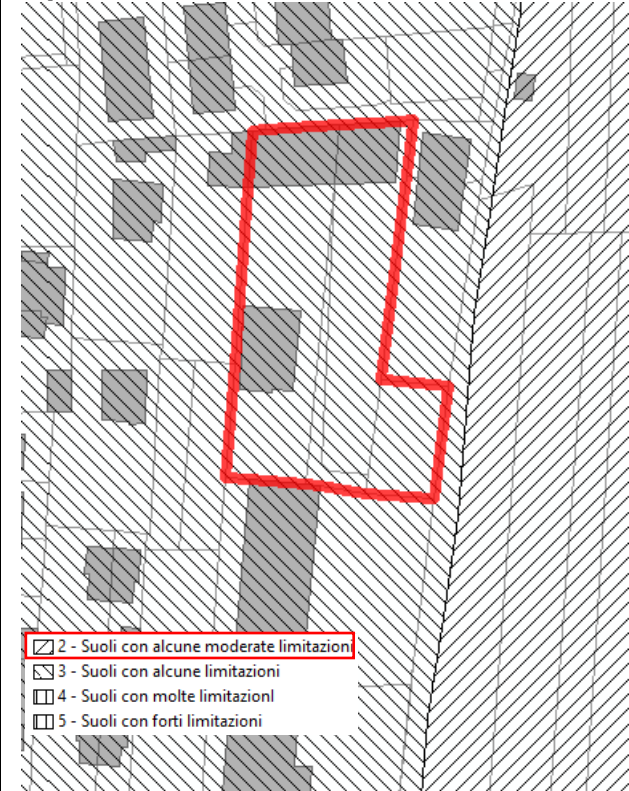 2 - Suoli con alcune moderate limitazioni
3 - Suoli con alcune limitazioni
4 - Suoli con molte limitazionI
5 - Suoli con forti limitazioni